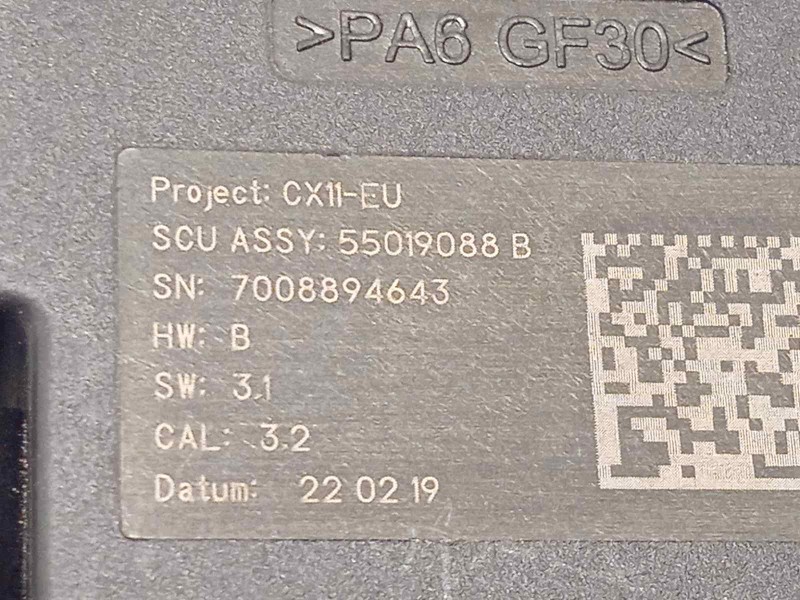 >PA6 GF30<
Project: CX11-EU
SCU ASSY: 55019088 B
SN: 7008894643
HW: B
SW: 3.1
CAL: 3.2
Datum: 22 02 19